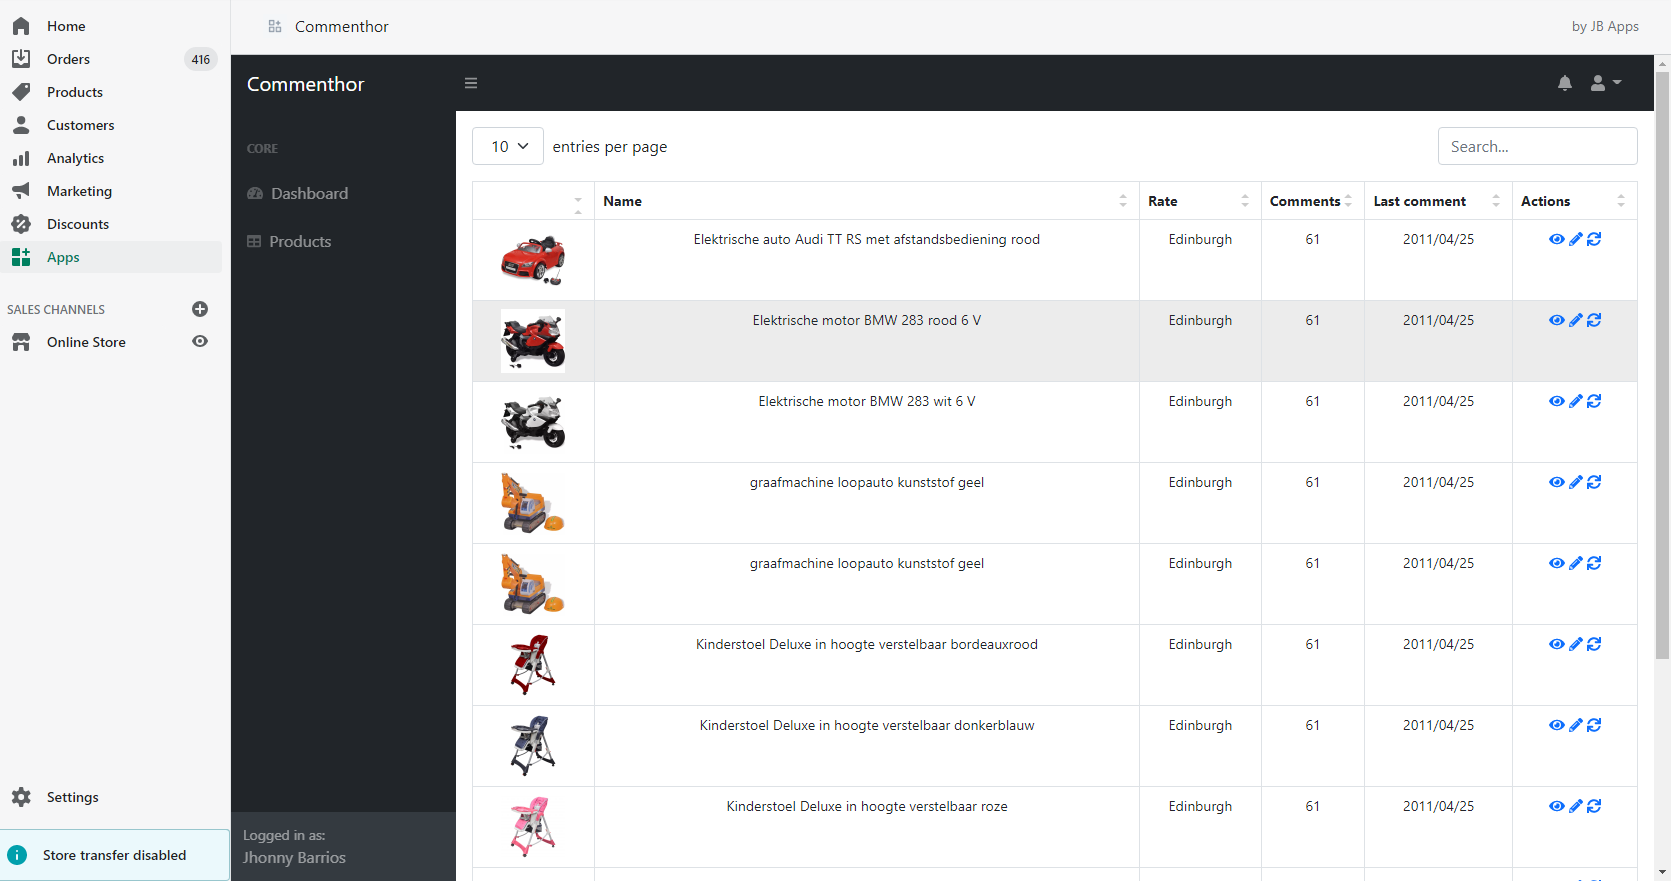 Home
Orders 416
Products
Customers
Analytics
Marketing
Discounts
Apps
SALES CHANNELS
Online Store
Settings
Store transfer disabled
Commenthor
by JB Apps
Commenthor
CORE
Dashboard
Products
Logged in as:
Jhonny Barrios
10 entries per page
Search...
Name Rate Comments Last comment Actions
Elektrische auto Audi TT RS met afstandsbediening rood Edinburgh 61 2011/04/25
Elektrische motor BMW 283 rood 6 V Edinburgh 61 2011/04/25
Elektrische motor BMW 283 wit 6 V Edinburgh 61 2011/04/25
graafmachine loopauto kunststof geel Edinburgh 61 2011/04/25
graafmachine loopauto kunststof geel Edinburgh 61 2011/04/25
Kinderstoel Deluxe in hoogte verstelbaar bordeauxrood Edinburgh 61 2011/04/25
Kinderstoel Deluxe in hoogte verstelbaar donkerblauw Edinburgh 61 2011/04/25
Kinderstoel Deluxe in hoogte verstelbaar roze Edinburgh 61 2011/04/25